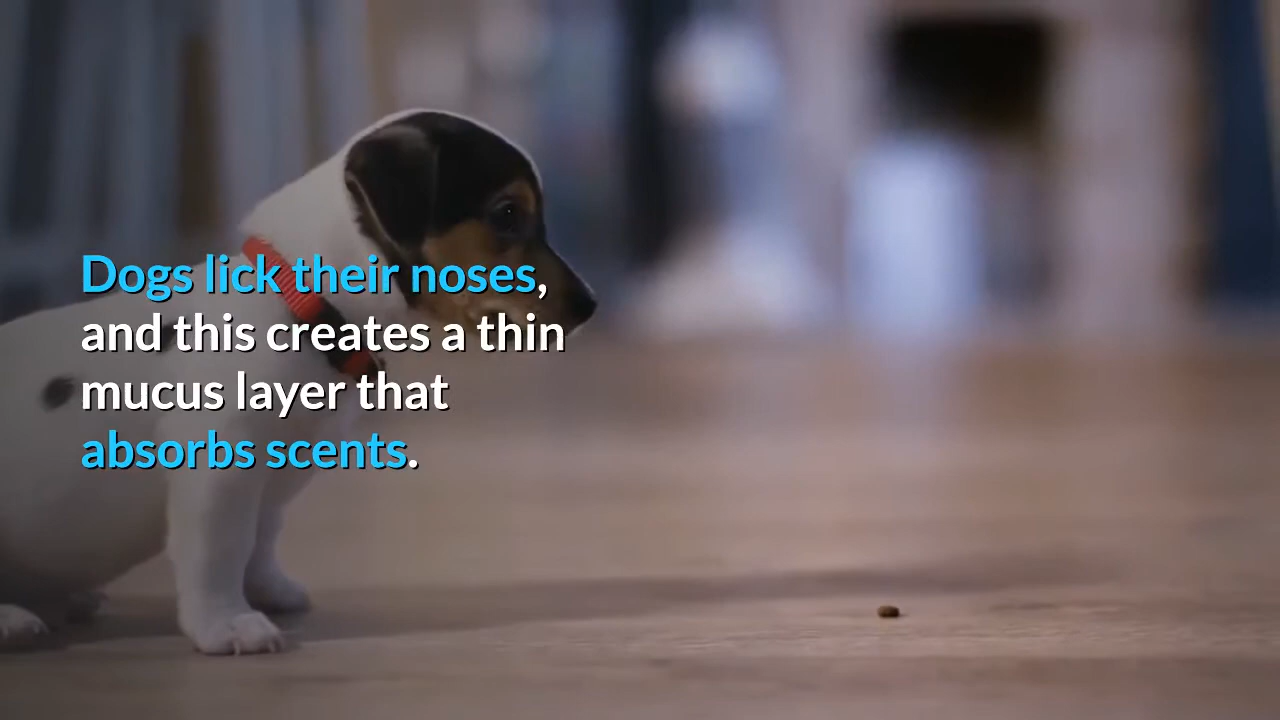 Dogs lick their noses,
and this creates a thin
mucus layer that
absorbs scents.